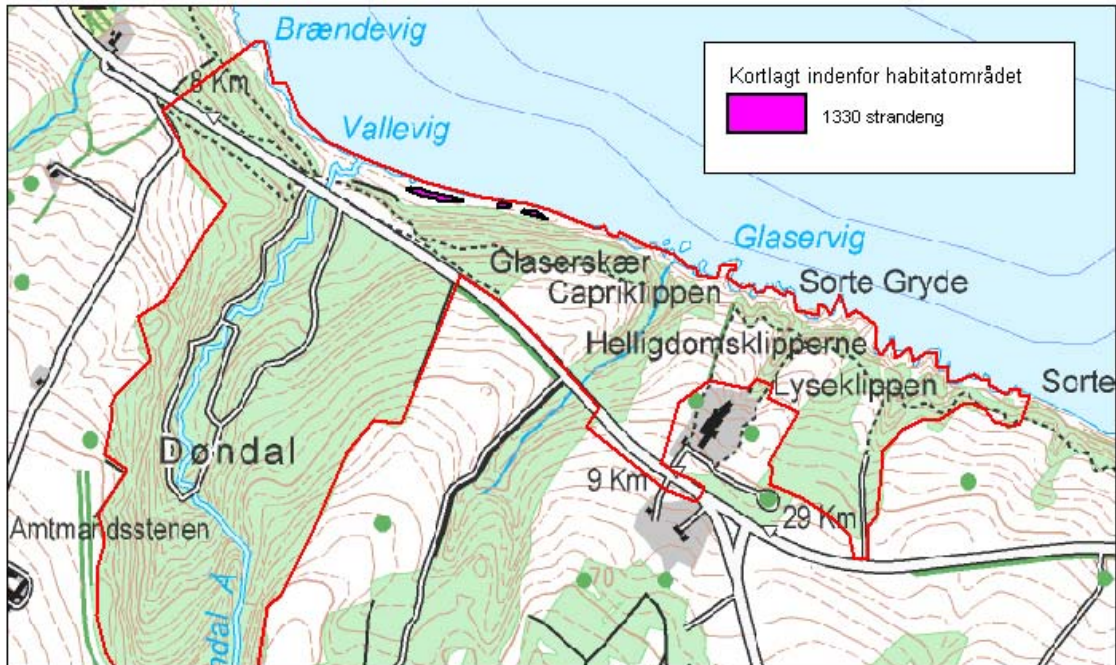 Brændevig
Kortlagt indenfor habitatområdet
8 Km
1330 strandeng
Vallevig
Glaservig
Glaserskær
Capriklippen
Sorte Gryde
Helligdomsklipperne
Lyseklippen
Sorte
Døndal
9 Km
29 Km
Amtmandsstenen
70
ndal A